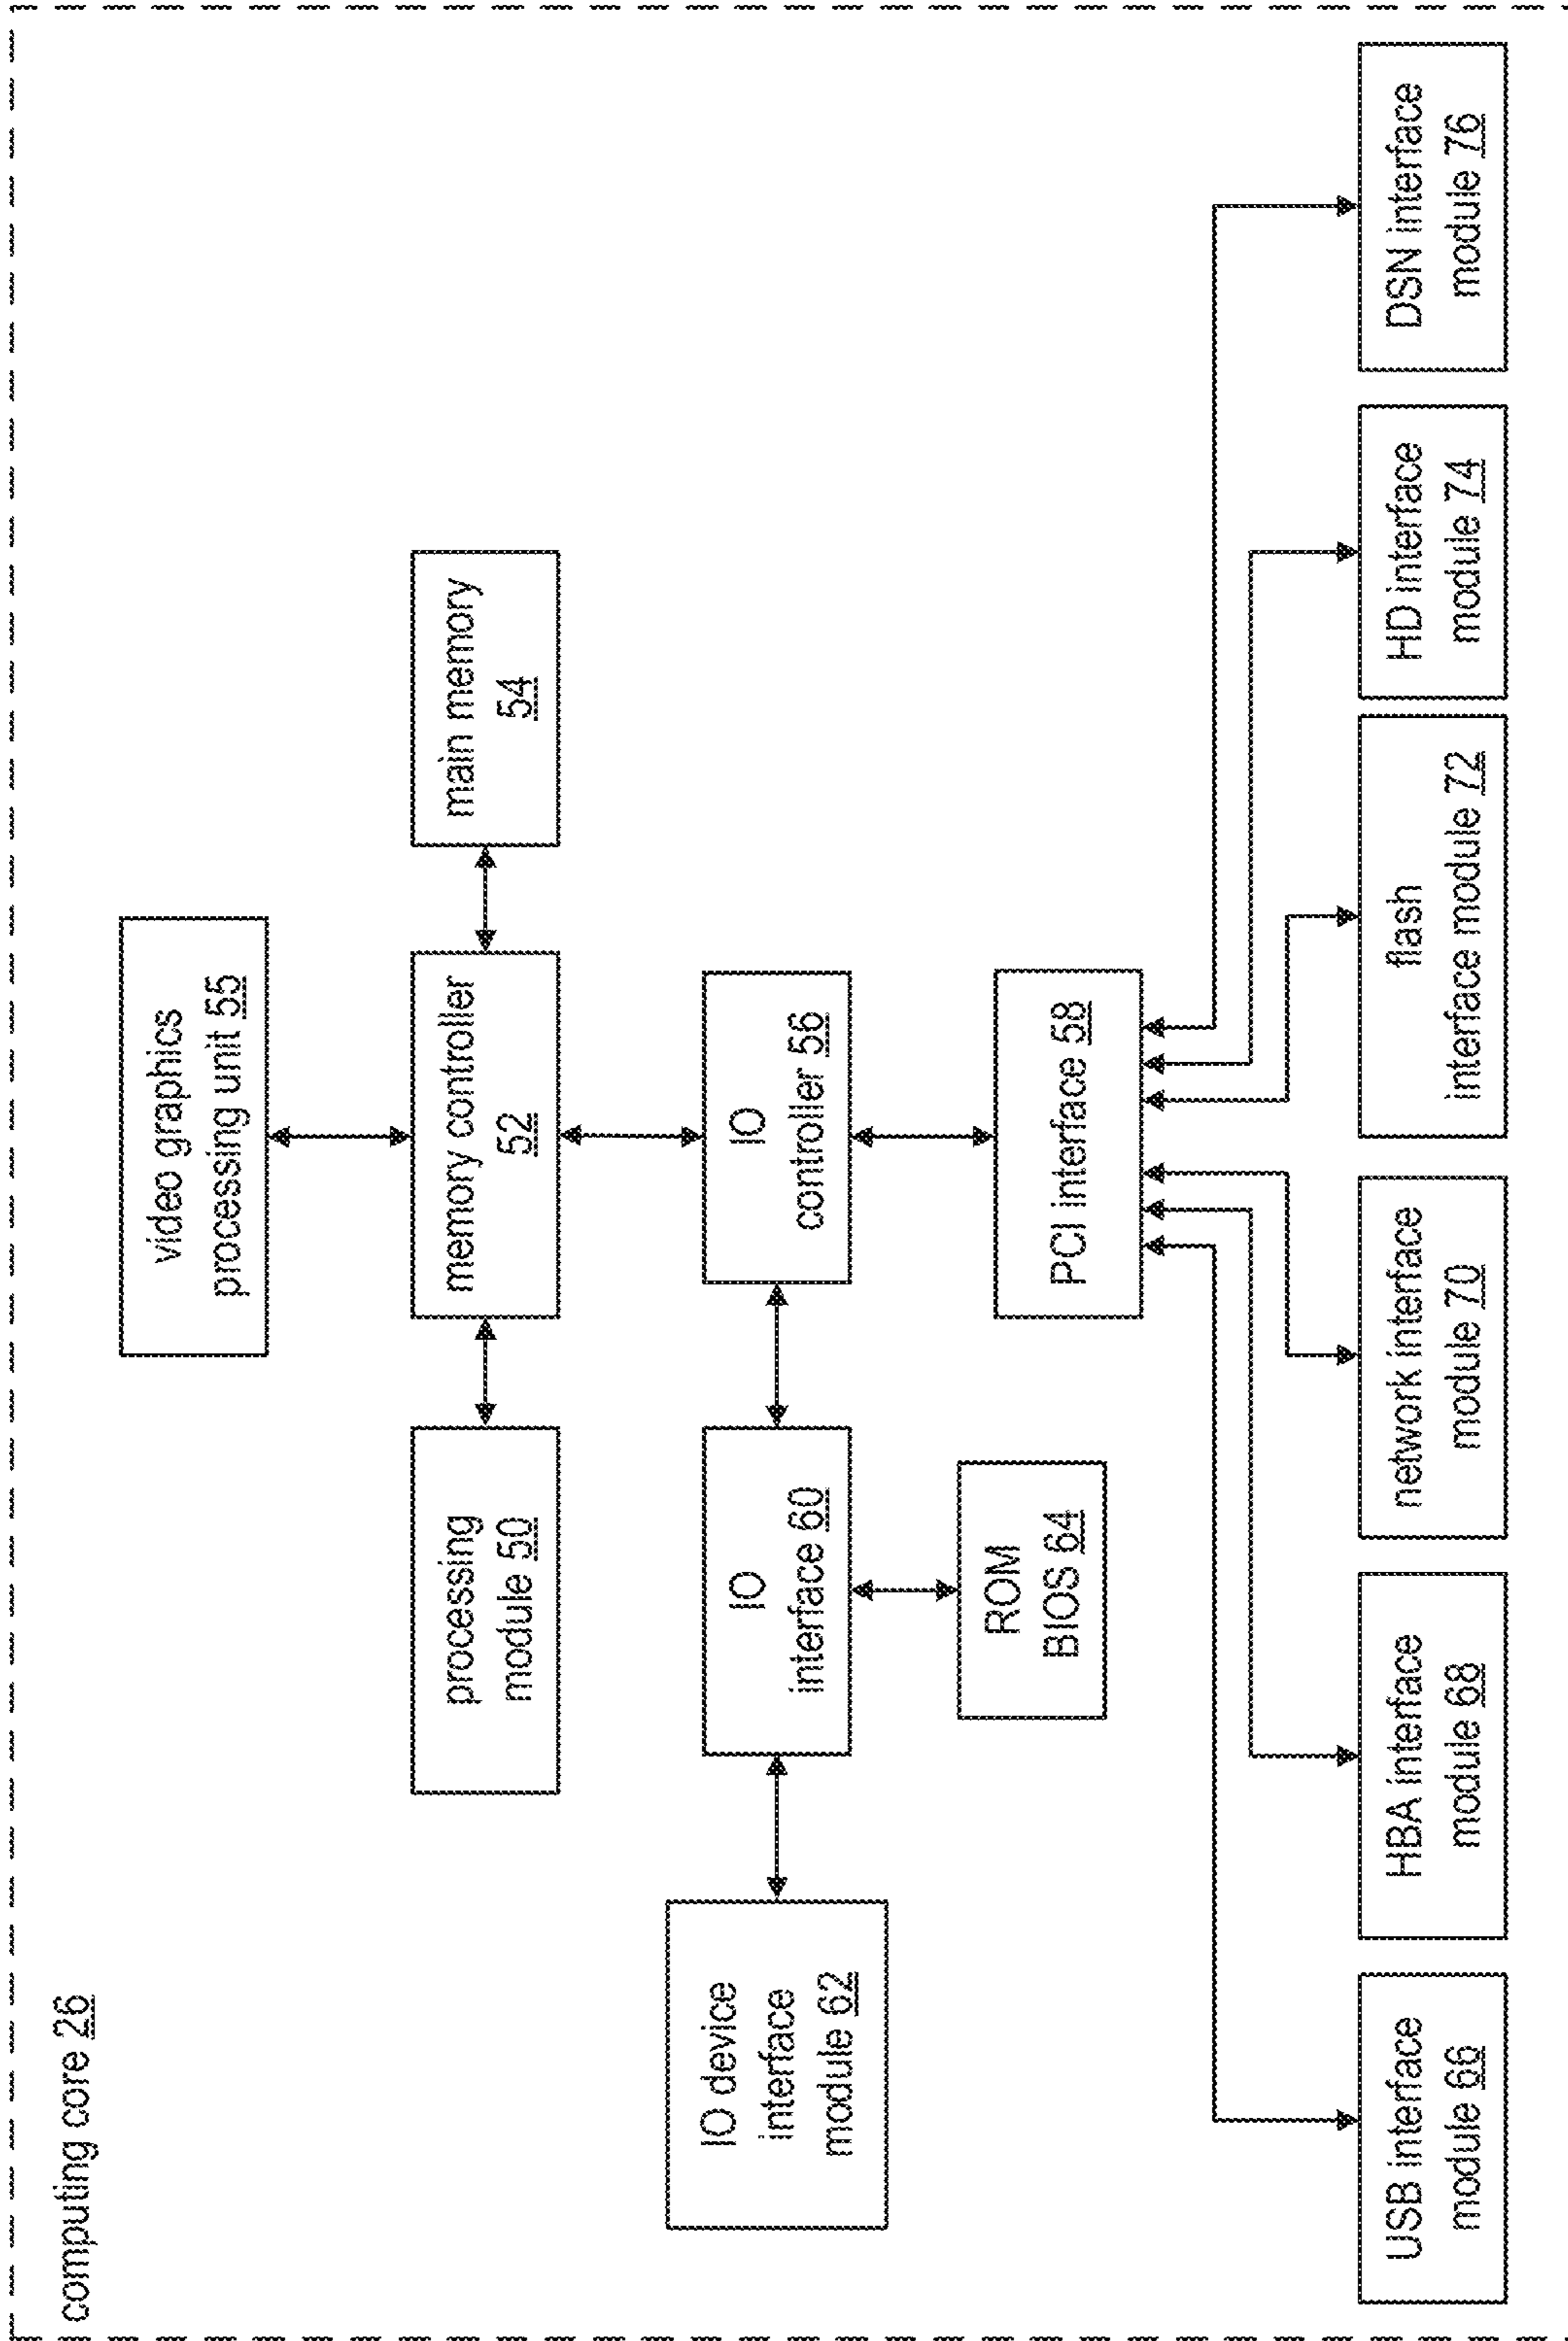 computing core 26
video graphics
processing unit 55
processing
module 50
memory controller
52
main memory
54
IO device
interface
module 62
IO
interface 60
IO
controller 56
ROM
BIOS 64
PCI interface 58
USB interface
module 66
HBA interface
module 68
network interface
module 70
flash
interface module 72
HD interface
module 74
DSN interface
module 76